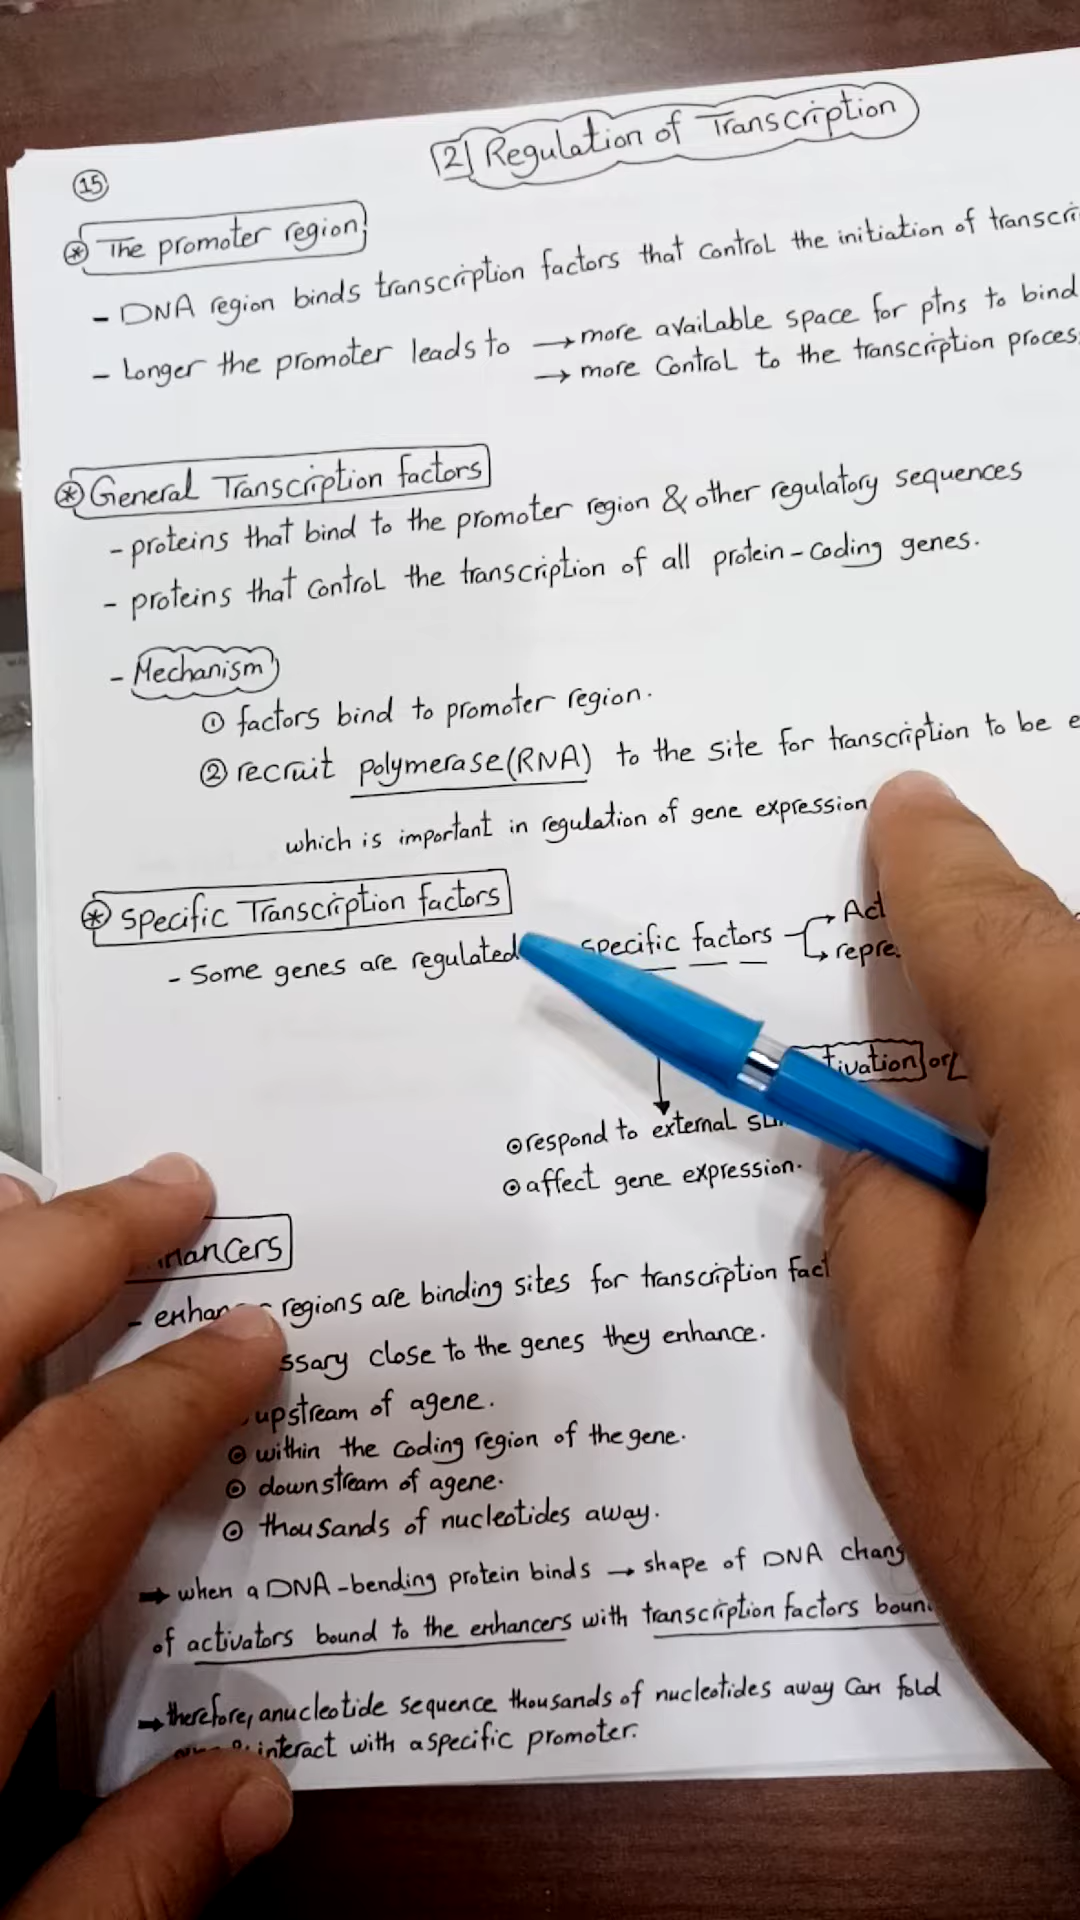 [2] Regulation of Transcription
15
* The promoter region
- DNA region binds transcription factors that control the initiation of
- Longer the promoter leads to → more available space for ptns to bind
→ more control to the transcription
* General Transcription factors
- proteins that bind to the promoter region & other regulatory sequences
- proteins that control the transcription of all protein-coding genes.
- Mechanism
① factors bind to promoter region.
② recruit polymerase (RNA) to the site for transcription to be
which is important in regulation of gene expression
* Specific Transcription factors
- Some genes are regulated specific factors → Act
↳ repre
tivation or
⊙ respond to external
⊙ affect gene expression.
hancers
- regions are binding sites for transcription fact
ssary close to the genes they enhance.
upstream of agene.
⊙ within the coding region of the gene.
⊙ downstream of agene.
⊙ thousands of nucleotides away.
→ when a DNA-bending protein binds → shape of DNA chang
of activators bound to the enhancers with transcription factors
→ therefore, anucleotide sequence thousands of nucleotides away can fold
interact with a specific promoter.